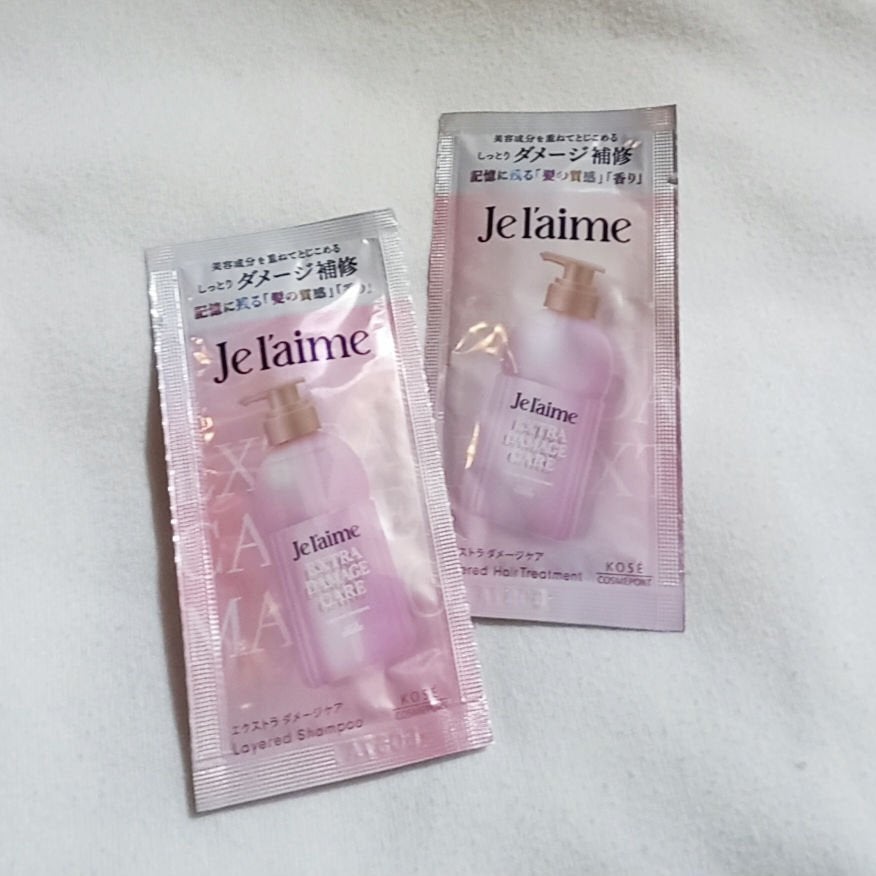 美容成分を重ねてとじこめる
しっとり ダメージ補修
記憶に残る「髪の質感」「香り」
Je l'aime
Je l'aime
EXTRA
DAMAGE
CARE
エクストラ ダメージケア
Layered Shampoo
KOSÉ
COSMEPORT
美容成分を重ねてとじこめる
しっとり ダメージ補修
記憶に残る「髪の質感」「香り」
Je l'aime
Je l'aime
EXTRA
DAMAGE
CARE
ストラ ダメージケア
ered Hair Treatment
KOSÉ
COSMEPORT